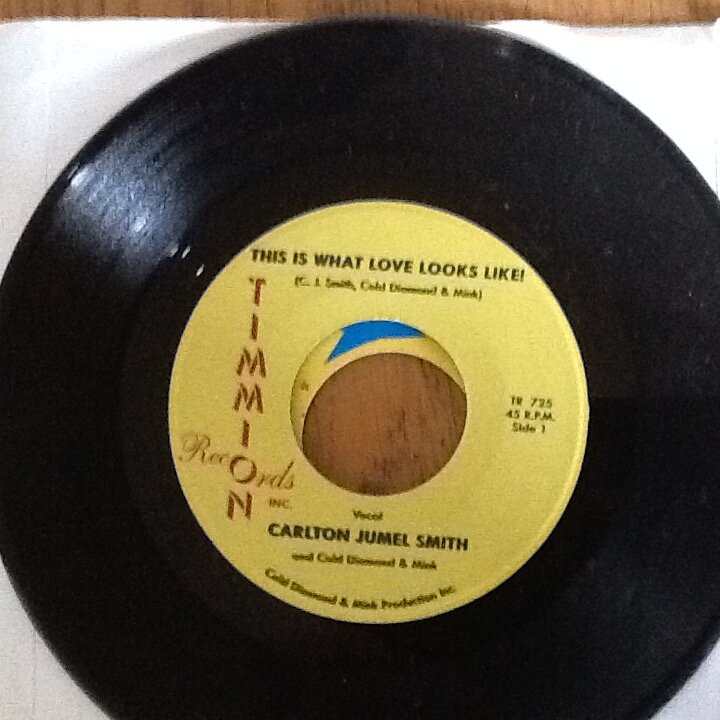 THIS IS WHAT LOVE LOOKS LIKE!
(C. J. Smith, Cold Diamond & Mink)
TIMMION
Records
INC.
TR 725
45 R.P.M.
Side 1
Vocal
CARLTON JUMEL SMITH
and Cold Diamond & Mink
Cold Diamond & Mink Production Inc.